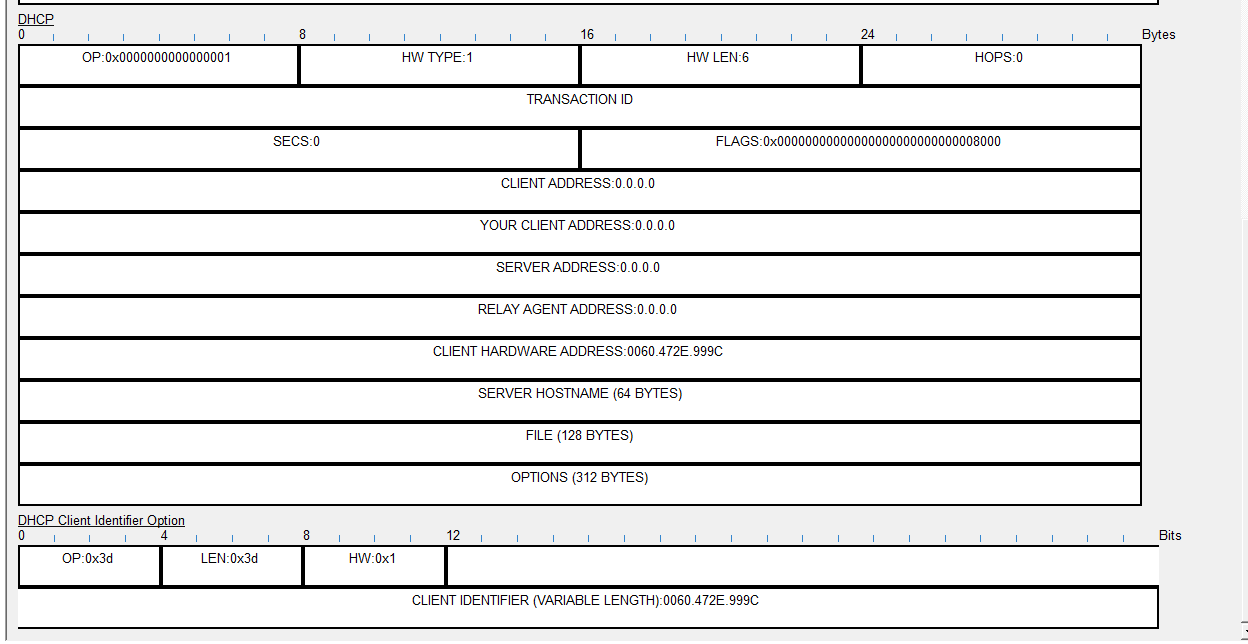 DHCP
0 8 16 24 Bytes
OP:0x0000000000000001 HW TYPE:1 HW LEN:6 HOPS:0
TRANSACTION ID
SECS:0 FLAGS:0x00000000000000000000000000008000
CLIENT ADDRESS:0.0.0.0
YOUR CLIENT ADDRESS:0.0.0.0
SERVER ADDRESS:0.0.0.0
RELAY AGENT ADDRESS:0.0.0.0
CLIENT HARDWARE ADDRESS:0060.472E.999C
SERVER HOSTNAME (64 BYTES)
FILE (128 BYTES)
OPTIONS (312 BYTES)
DHCP Client Identifier Option
0 4 8 12 Bits
OP:0x3d LEN:0x3d HW:0x1
CLIENT IDENTIFIER (VARIABLE LENGTH):0060.472E.999C